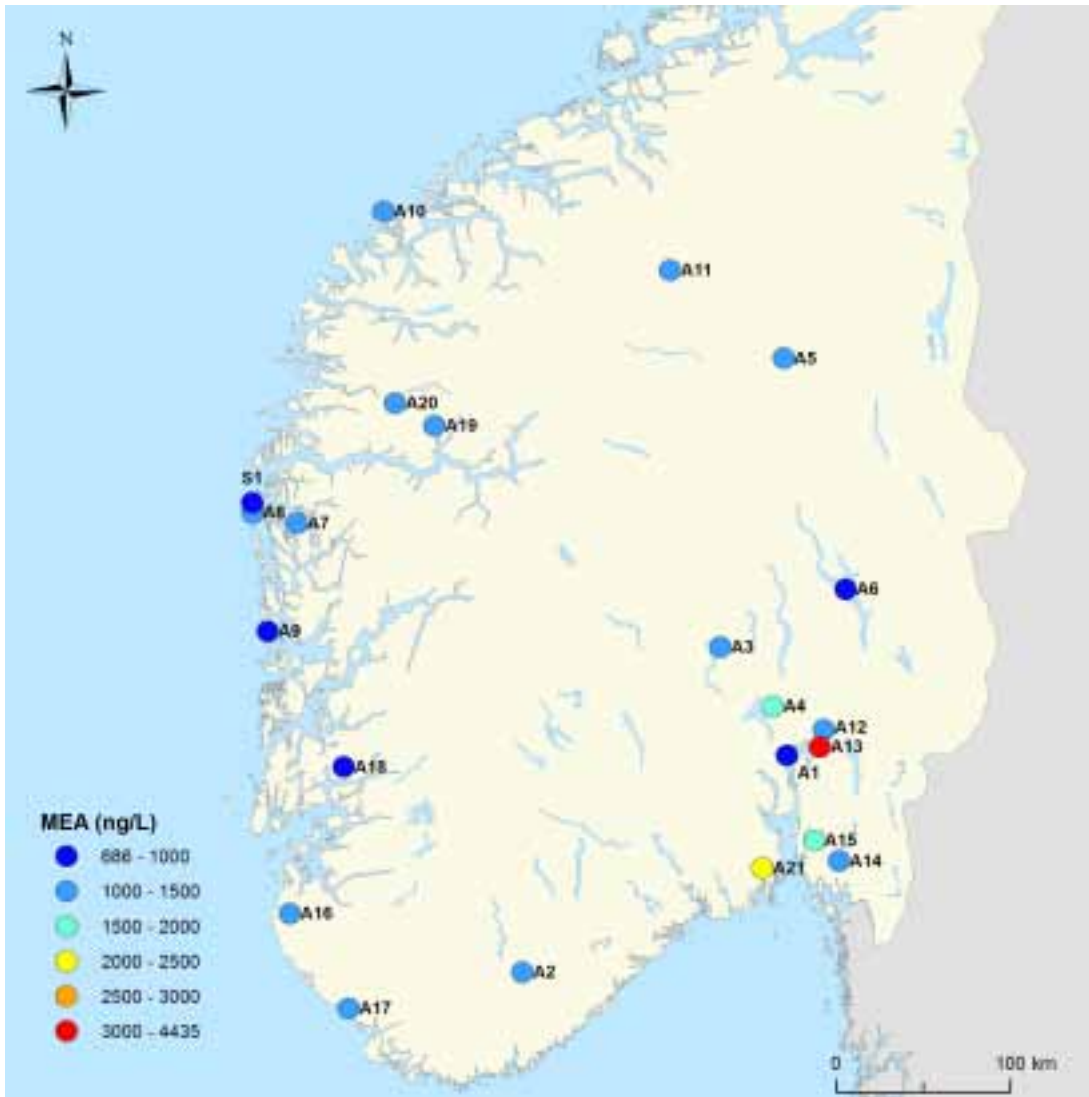 N
A10
A11
A5
A20
A19
S1
A8
A7
A6
A9
A3
A4
A12
A13
A18
A1
MEA (ng/L)
686 - 1000
A15
A14
A21
1000 - 1500
A16
1500 - 2000
2000 - 2500
A2
2500 - 3000
A17
3000 - 4435
0 100 km